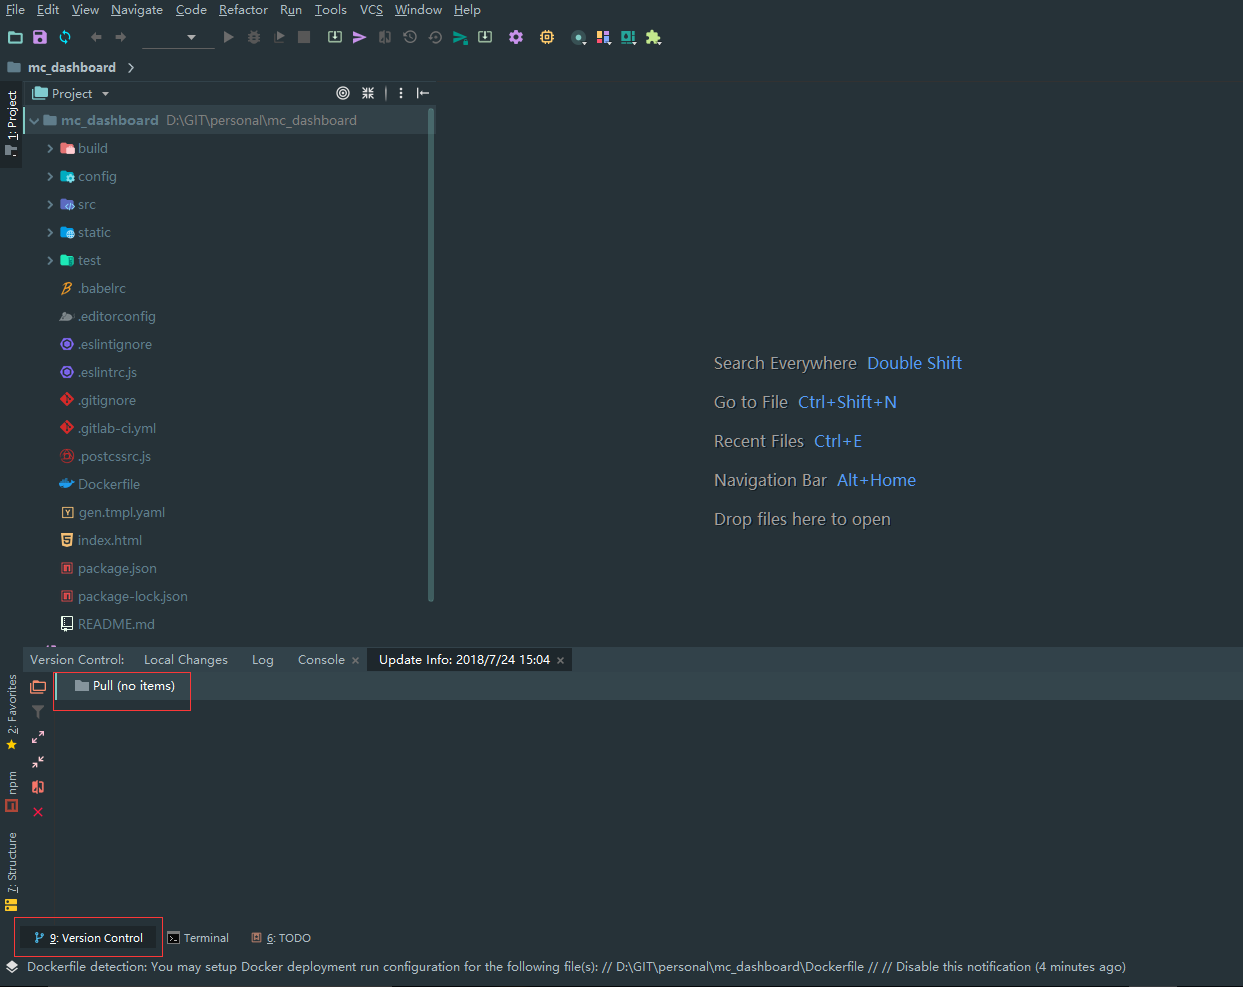 File Edit View Navigate Code Refactor Run Tools VCS Window Help
mc_dashboard
1: Project
Project
mc_dashboard D:\GIT\personal\mc_dashboard
build
config
src
static
test
.babelrc
.editorconfig
.eslintignore
.eslintrc.js
.gitignore
.gitlab-ci.yml
.postcssrc.js
Dockerfile
gen.tmpl.yaml
index.html
package.json
package-lock.json
README.md
Search Everywhere Double Shift
Go to File Ctrl+Shift+N
Recent Files Ctrl+E
Navigation Bar Alt+Home
Drop files here to open
Version Control: Local Changes Log Console Update Info: 2018/7/24 15:04
Pull (no items)
2: Favorites
npm
7: Structure
9: Version Control Terminal 6: TODO
Dockerfile detection: You may setup Docker deployment run configuration for the following file(s): // D:\GIT\personal\mc_dashboard\Dockerfile // // Disable this notification (4 minutes ago)